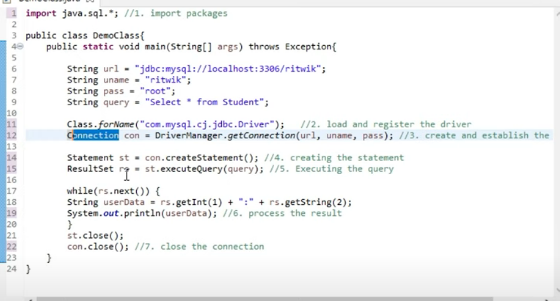 1 import java.sql.*; //1. import packages
2
3 public class DemoClass{
4 public static void main(String[] args) throws Exception{
5
6 String url = "jdbc:mysql://localhost:3306/ritwik";
7 String uname = "ritwik";
8 String pass = "root";
9 String query = "Select * from Student";
10
11 Class.forName("com.mysql.cj.jdbc.Driver"); //2. load and register the driver
12 Connection con = DriverManager.getConnection(url, uname, pass); //3. create and establish the
13
14 Statement st = con.createStatement(); //4. creating the statement
15 ResultSet rs = st.executeQuery(query); //5. Executing the query
16
17 while(rs.next()) {
18 String userData = rs.getInt(1) + ":" + rs.getString(2);
19 System.out.println(userData); //6. process the result
20 }
21 st.close();
22 con.close(); //7. close the connection
23 }
24 }